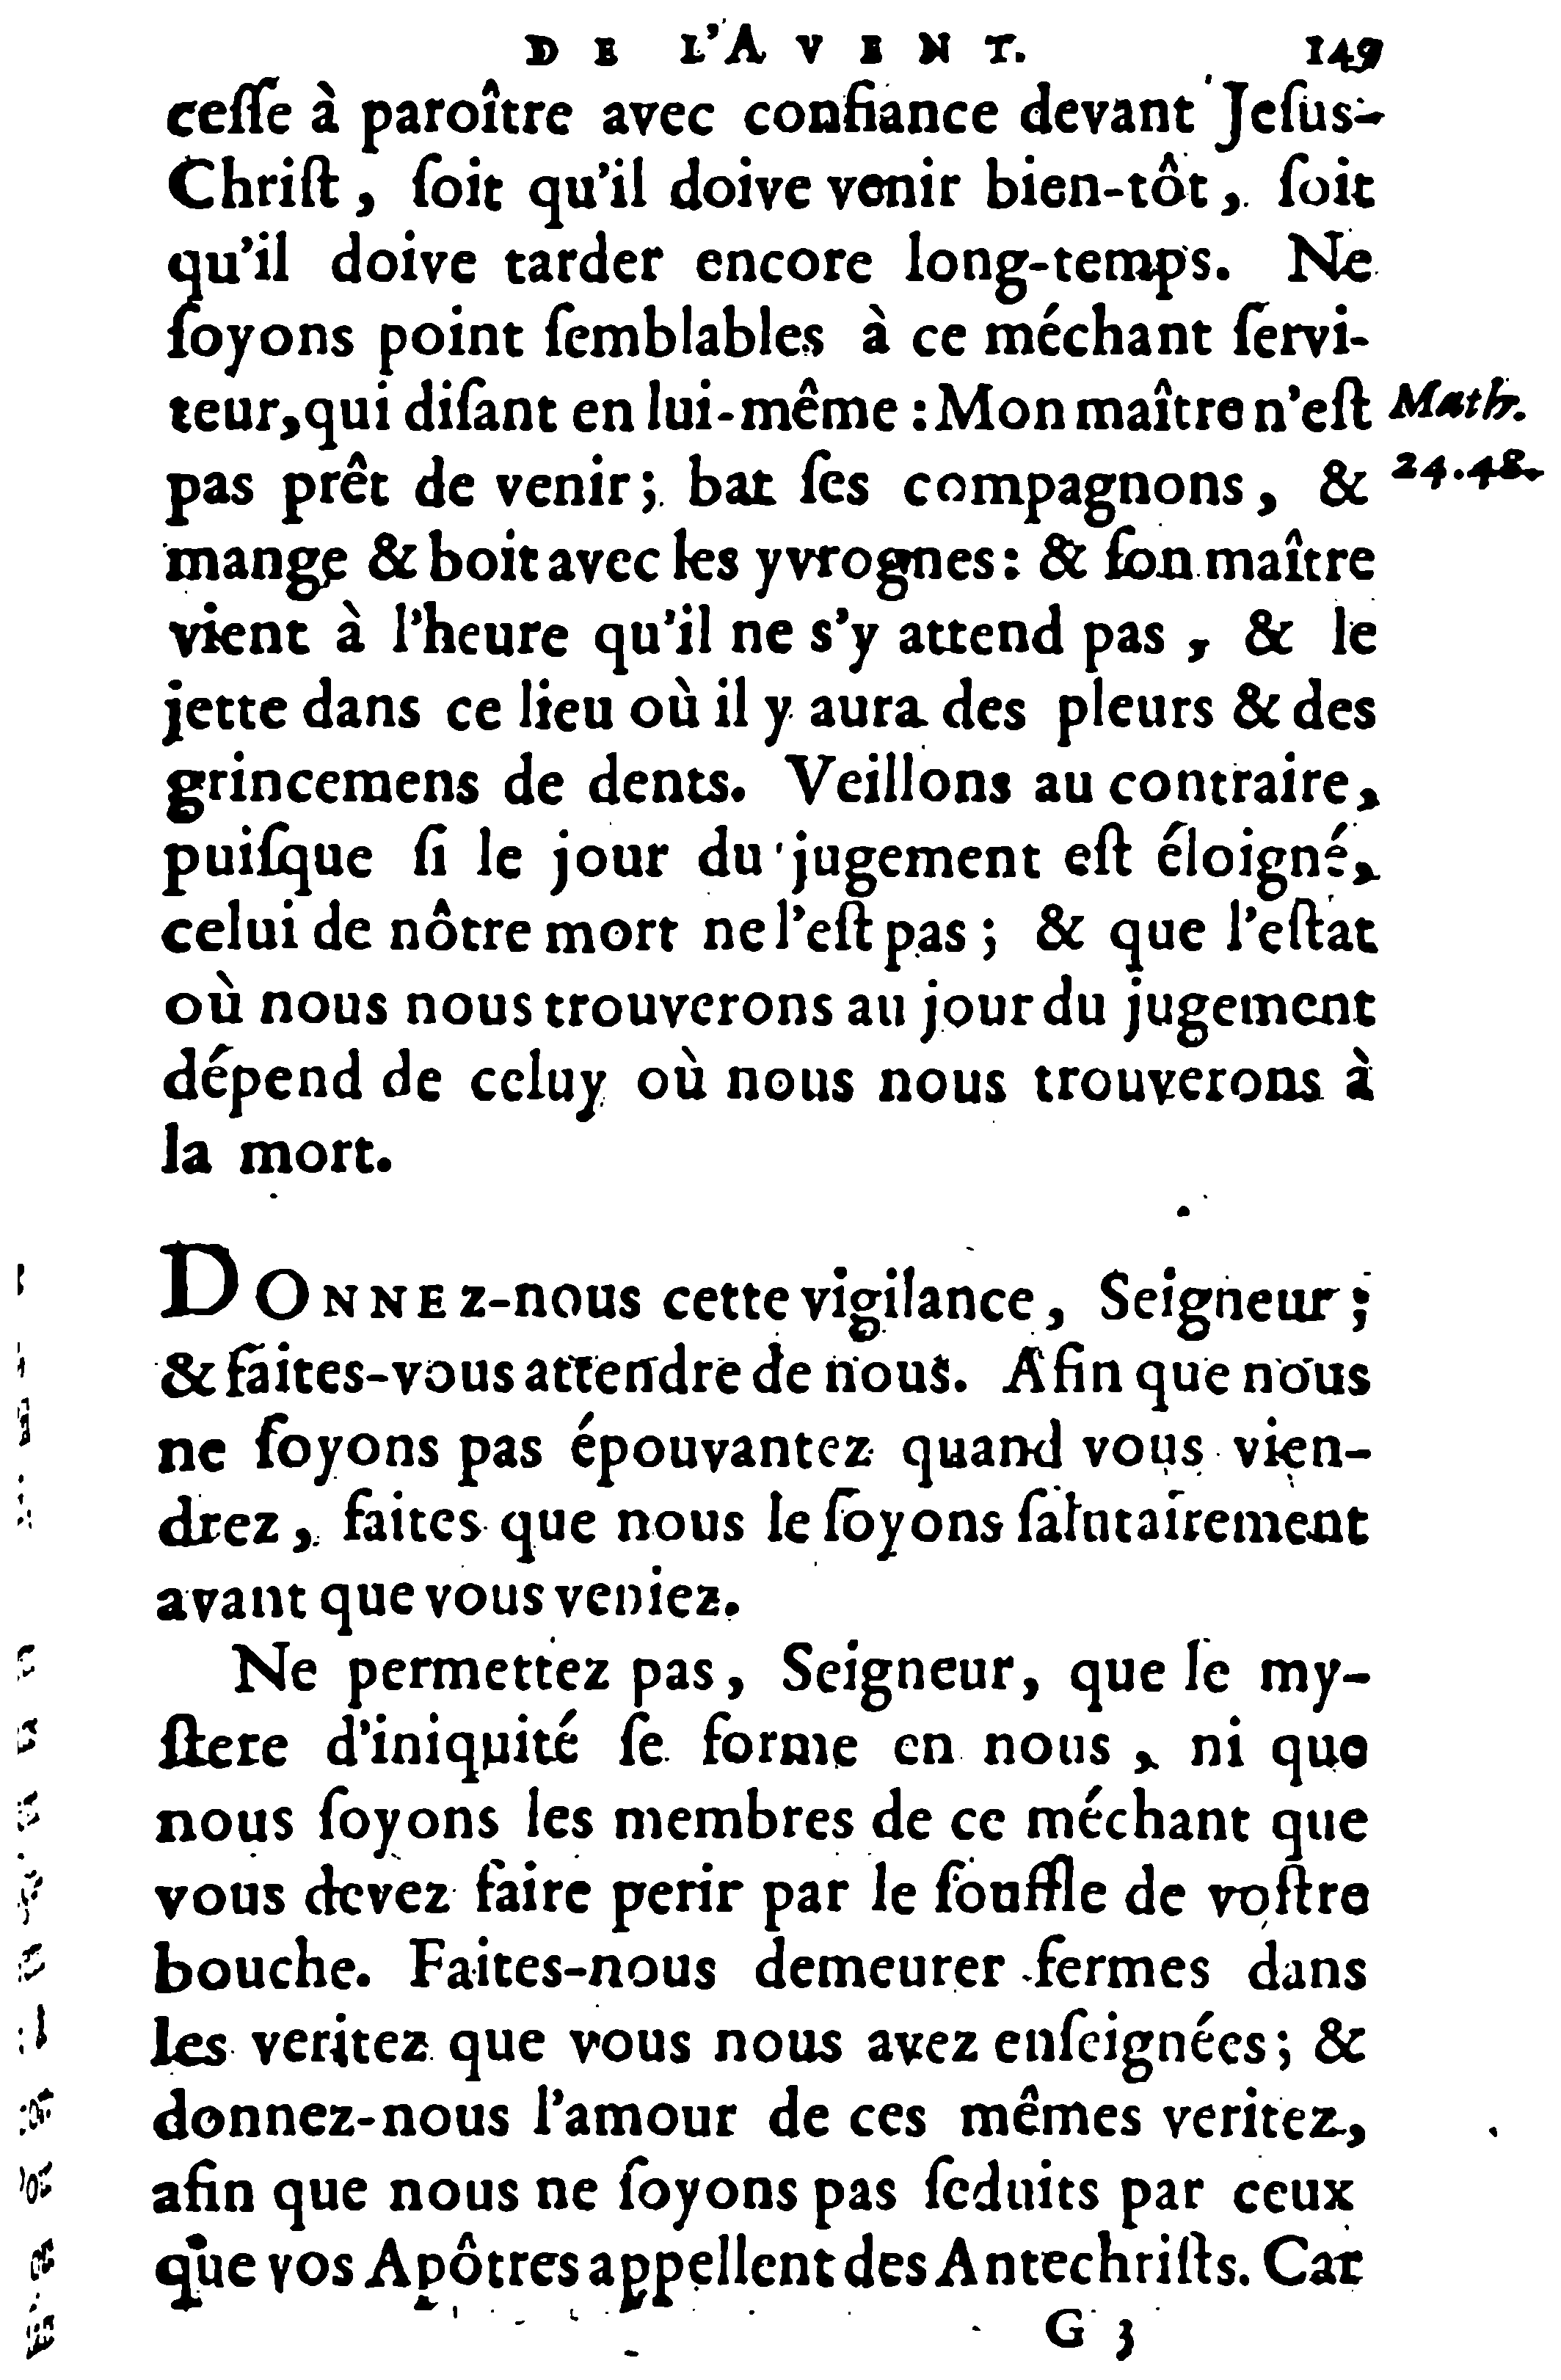 DE L'AVENT. 149
ceſſe à paroître avec confiance devant Jeſus-
Chriſt, ſoit qu'il doive venir bien-tôt, ſoit
qu'il doive tarder encore long-temps. Ne
ſoyons point ſemblables à ce méchant ſervi-
teur, qui diſant en lui-même : Mon maître n'eſt
Math.
pas prêt de venir ; bat ſes compagnons, &
24.48.
mange & boit avec les yvrognes : & ſon maître
vient à l'heure qu'il ne s'y attend pas, & le
jette dans ce lieu où il y aura des pleurs & des
grincemens de dents. Veillons au contraire,
puiſque ſi le jour du jugement eſt éloigné,
celui de nôtre mort ne l'eſt pas ; & que l'eſtat
où nous nous trouverons au jour du jugement
dépend de celuy où nous nous trouverons à
la mort.
DONNEZ-nous cette vigilance, Seigneur ;
& faites-vous attendre de nous. Afin que nous
ne ſoyons pas épouvantez quand vous vien-
drez, faites que nous le ſoyons ſalutairement
avant que vous veniez.
Ne permettez pas, Seigneur, que le my-
ſtere d'iniquité ſe forme en nous, ni que
nous ſoyons les membres de ce méchant que
vous devez faire perir par le ſouffle de voſtre
bouche. Faites-nous demeurer fermes dans
les veritez que vous nous avez enſeignées ; &
donnez-nous l'amour de ces mêmes veritez,
afin que nous ne ſoyons pas ſeduits par ceux
que vos Apôtres appellent des Antechriſts. Car
G 3